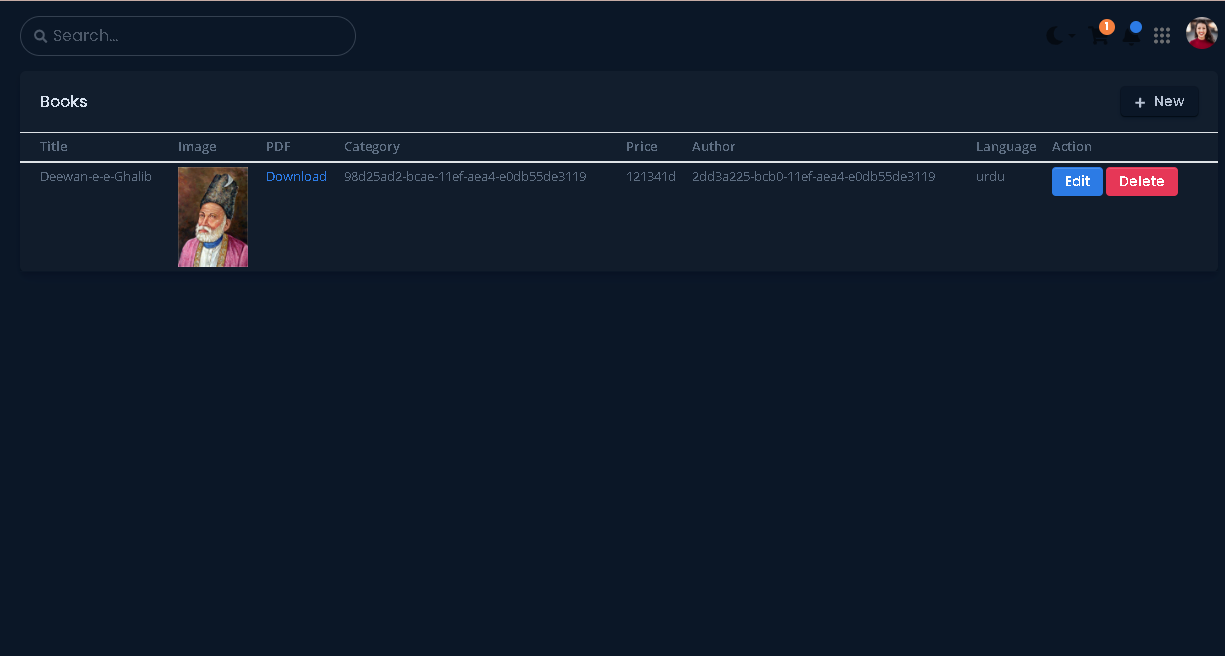 Search...
1
Books
+ New
Title Image PDF Category Price Author Language Action
Deewan-e-e-Ghalib Download 98d25ad2-bcae-11ef-aea4-e0db55de3119 121341d 2dd3a225-bcb0-11ef-aea4-e0db55de3119 urdu Edit Delete